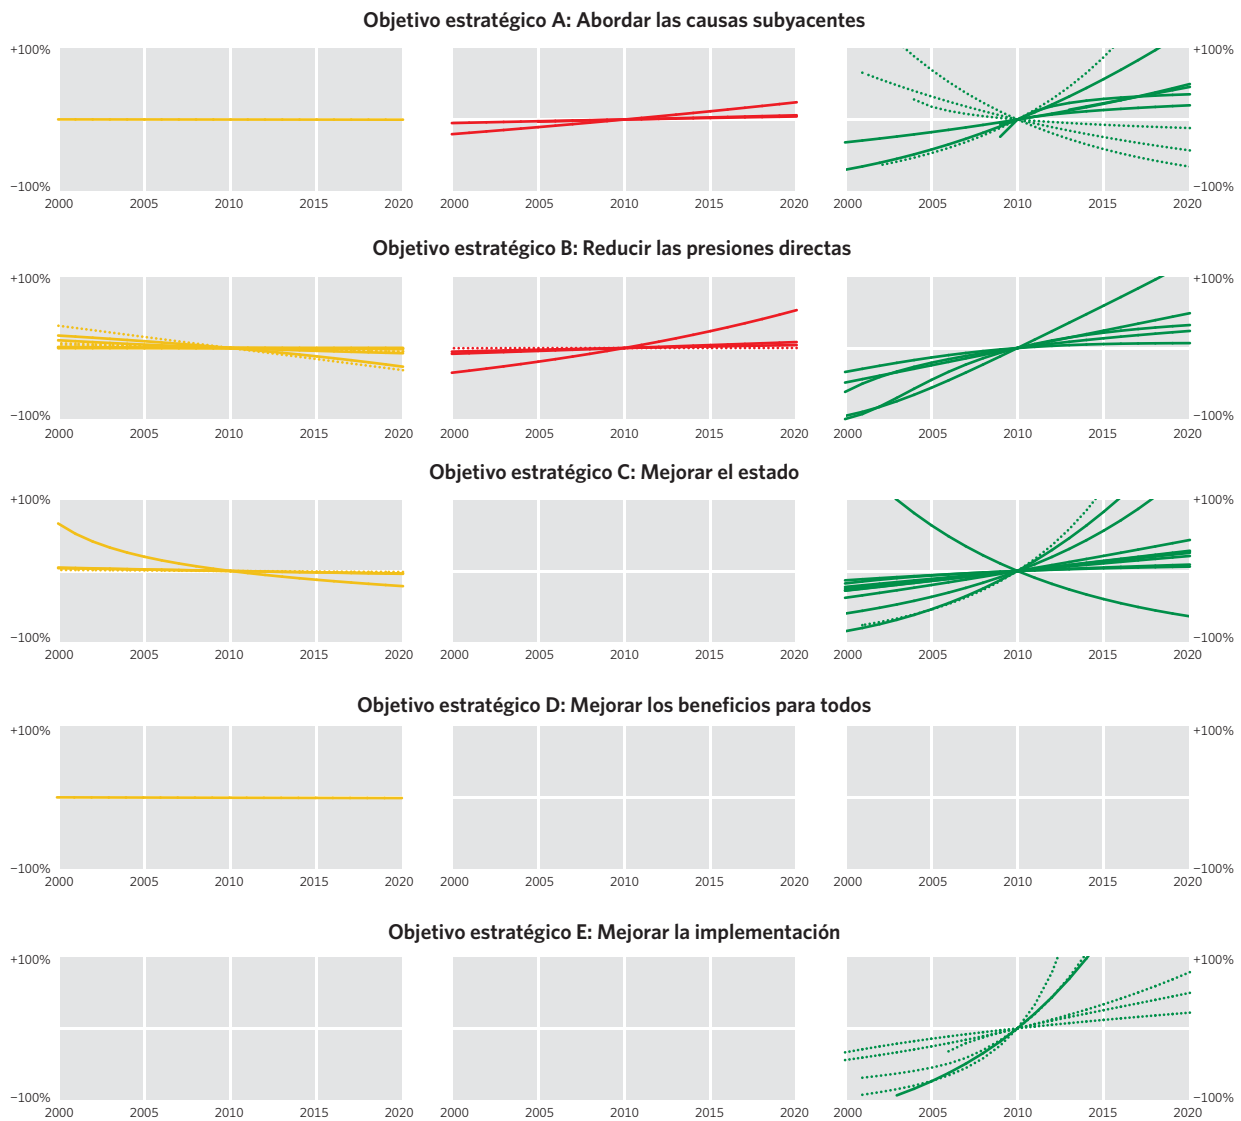 Objetivo estratégico A: Abordar las causas subyacentes
+100% +100%
−100% −100%
2000 2005 2010 2015 2020 2000 2005 2010 2015 2020 2000 2005 2010 2015 2020
Objetivo estratégico B: Reducir las presiones directas
+100% +100%
−100% −100%
2000 2005 2010 2015 2020 2000 2005 2010 2015 2020 2000 2005 2010 2015 2020
Objetivo estratégico C: Mejorar el estado
+100% +100%
−100% −100%
2000 2005 2010 2015 2020 2000 2005 2010 2015 2020 2000 2005 2010 2015 2020
Objetivo estratégico D: Mejorar los beneficios para todos
+100% +100%
−100% −100%
2000 2005 2010 2015 2020 2000 2005 2010 2015 2020 2000 2005 2010 2015 2020
Objetivo estratégico E: Mejorar la implementación
+100% +100%
−100% −100%
2000 2005 2010 2015 2020 2000 2005 2010 2015 2020 2000 2005 2010 2015 2020